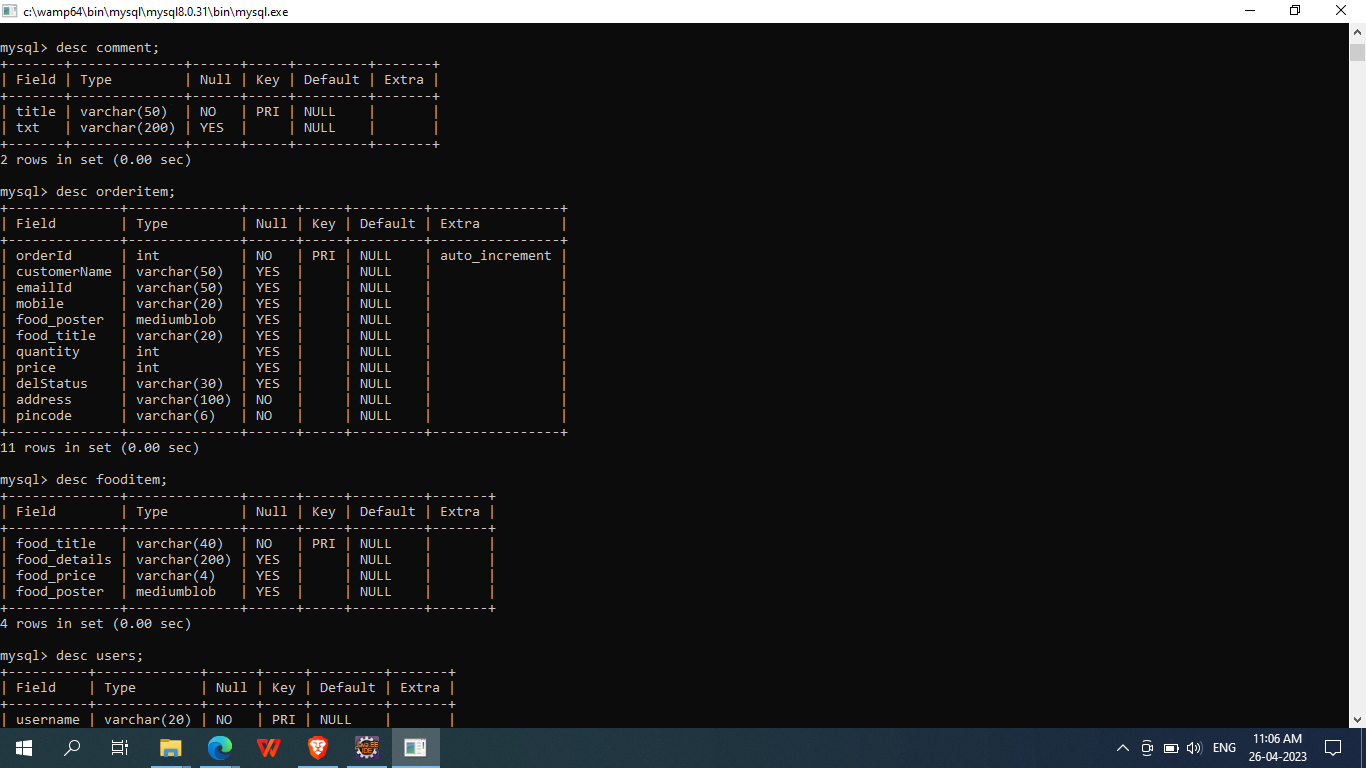 c:\wamp64\bin\mysql\mysql8.0.31\bin\mysql.exe
mysql> desc comment;
+-------+--------------+------+-----+---------+-------+
| Field | Type         | Null | Key | Default | Extra |
+-------+--------------+------+-----+---------+-------+
| title | varchar(50)  | NO   | PRI | NULL    |       |
| txt   | varchar(200) | YES  |     | NULL    |       |
+-------+--------------+------+-----+---------+-------+
2 rows in set (0.00 sec)
mysql> desc orderitem;
+--------------+--------------+------+-----+---------+----------------+
| Field        | Type         | Null | Key | Default | Extra          |
+--------------+--------------+------+-----+---------+----------------+
| orderId      | int          | NO   | PRI | NULL    | auto_increment |
| customerName | varchar(50)  | YES  |     | NULL    |                |
| emailId      | varchar(50)  | YES  |     | NULL    |                |
| mobile       | varchar(20)  | YES  |     | NULL    |                |
| food_poster  | mediumblob   | YES  |     | NULL    |                |
| food_title   | varchar(20)  | YES  |     | NULL    |                |
| quantity     | int          | YES  |     | NULL    |                |
| price        | int          | YES  |     | NULL    |                |
| delStatus    | varchar(30)  | YES  |     | NULL    |                |
| address      | varchar(100) | NO   |     | NULL    |                |
| pincode      | varchar(6)   | NO   |     | NULL    |                |
+--------------+--------------+------+-----+---------+----------------+
11 rows in set (0.00 sec)
mysql> desc fooditem;
+--------------+--------------+------+-----+---------+-------+
| Field        | Type         | Null | Key | Default | Extra |
+--------------+--------------+------+-----+---------+-------+
| food_title   | varchar(40)  | NO   | PRI | NULL    |       |
| food_details | varchar(200) | YES  |     | NULL    |       |
| food_price   | varchar(4)   | YES  |     | NULL    |       |
| food_poster  | mediumblob   | YES  |     | NULL    |       |
+--------------+--------------+------+-----+---------+-------+
4 rows in set (0.00 sec)
mysql> desc users;
+----------+-------------+------+-----+---------+-------+
| Field    | Type        | Null | Key | Default | Extra |
+----------+-------------+------+-----+---------+-------+
| username | varchar(20) | NO   | PRI | NULL    |       |
Java EE
IDE
ENG
11:06 AM
26-04-2023